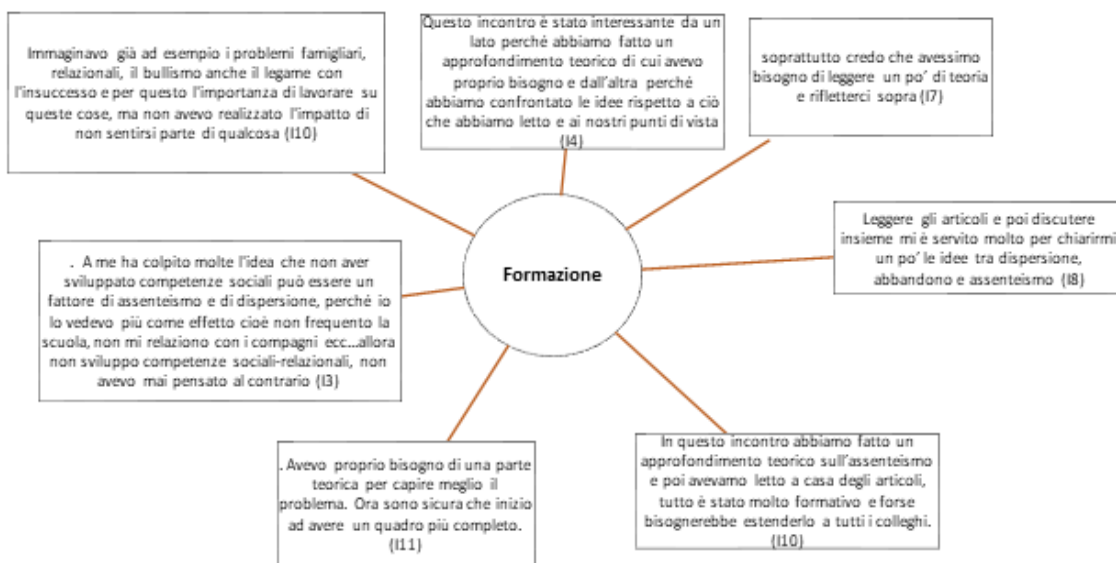 Immaginavo già ad esempio i problemi famigliari,
relazionali, il bullismo anche il legame con
l'insuccesso e per questo l'importanza di lavorare su
queste cose, ma non avevo realizzato l'impatto di
non sentirsi parte di qualcosa (I10)
Questo incontro è stato interessante da un
lato perché abbiamo fatto un
approfondimento teorico di cui avevo
proprio bisogno e dall'altra perché
abbiamo confrontato le idee rispetto a ciò
che abbiamo letto e ai nostri punti di vista
(I4)
soprattutto credo che avessimo
bisogno di leggere un po' di teoria
e rifletterci sopra (I7)
Leggere gli articoli e poi discutere
insieme mi è servito molto per chiarirmi
un po' le idee tra dispersione,
abbandono e assenteismo (I8)
Formazione
. A me ha colpito molte l'idea che non aver
sviluppato competenze sociali può essere un
fattore di assenteismo e di dispersione, perché io
lo vedevo più come effetto cioè non frequento la
scuola, non mi relaziono con i compagni ecc...allora
non sviluppo competenze sociali-relazionali, non
avevo mai pensato al contrario (I3)
. Avevo proprio bisogno di una parte
teorica per capire meglio il
problema. Ora sono sicura che inizio
ad avere un quadro più completo.
(I11)
In questo incontro abbiamo fatto un
approfondimento teorico sull'assenteismo
e poi avevamo letto a casa degli articoli,
tutto è stato molto formativo e forse
bisognerebbe estenderlo a tutti i colleghi.
(I10)